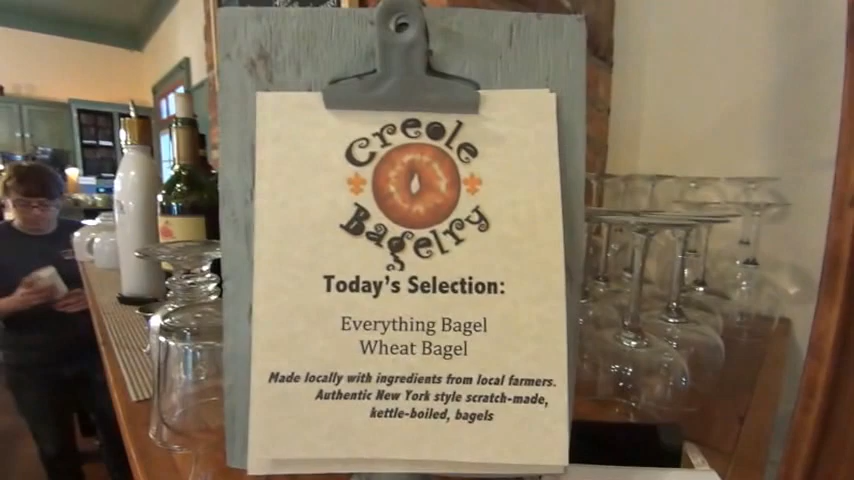 Creole
Bagelry
Today's Selection:
Everything Bagel
Wheat Bagel
Made locally with ingredients from local farmers.
Authentic New York style scratch-made,
kettle-boiled, bagels